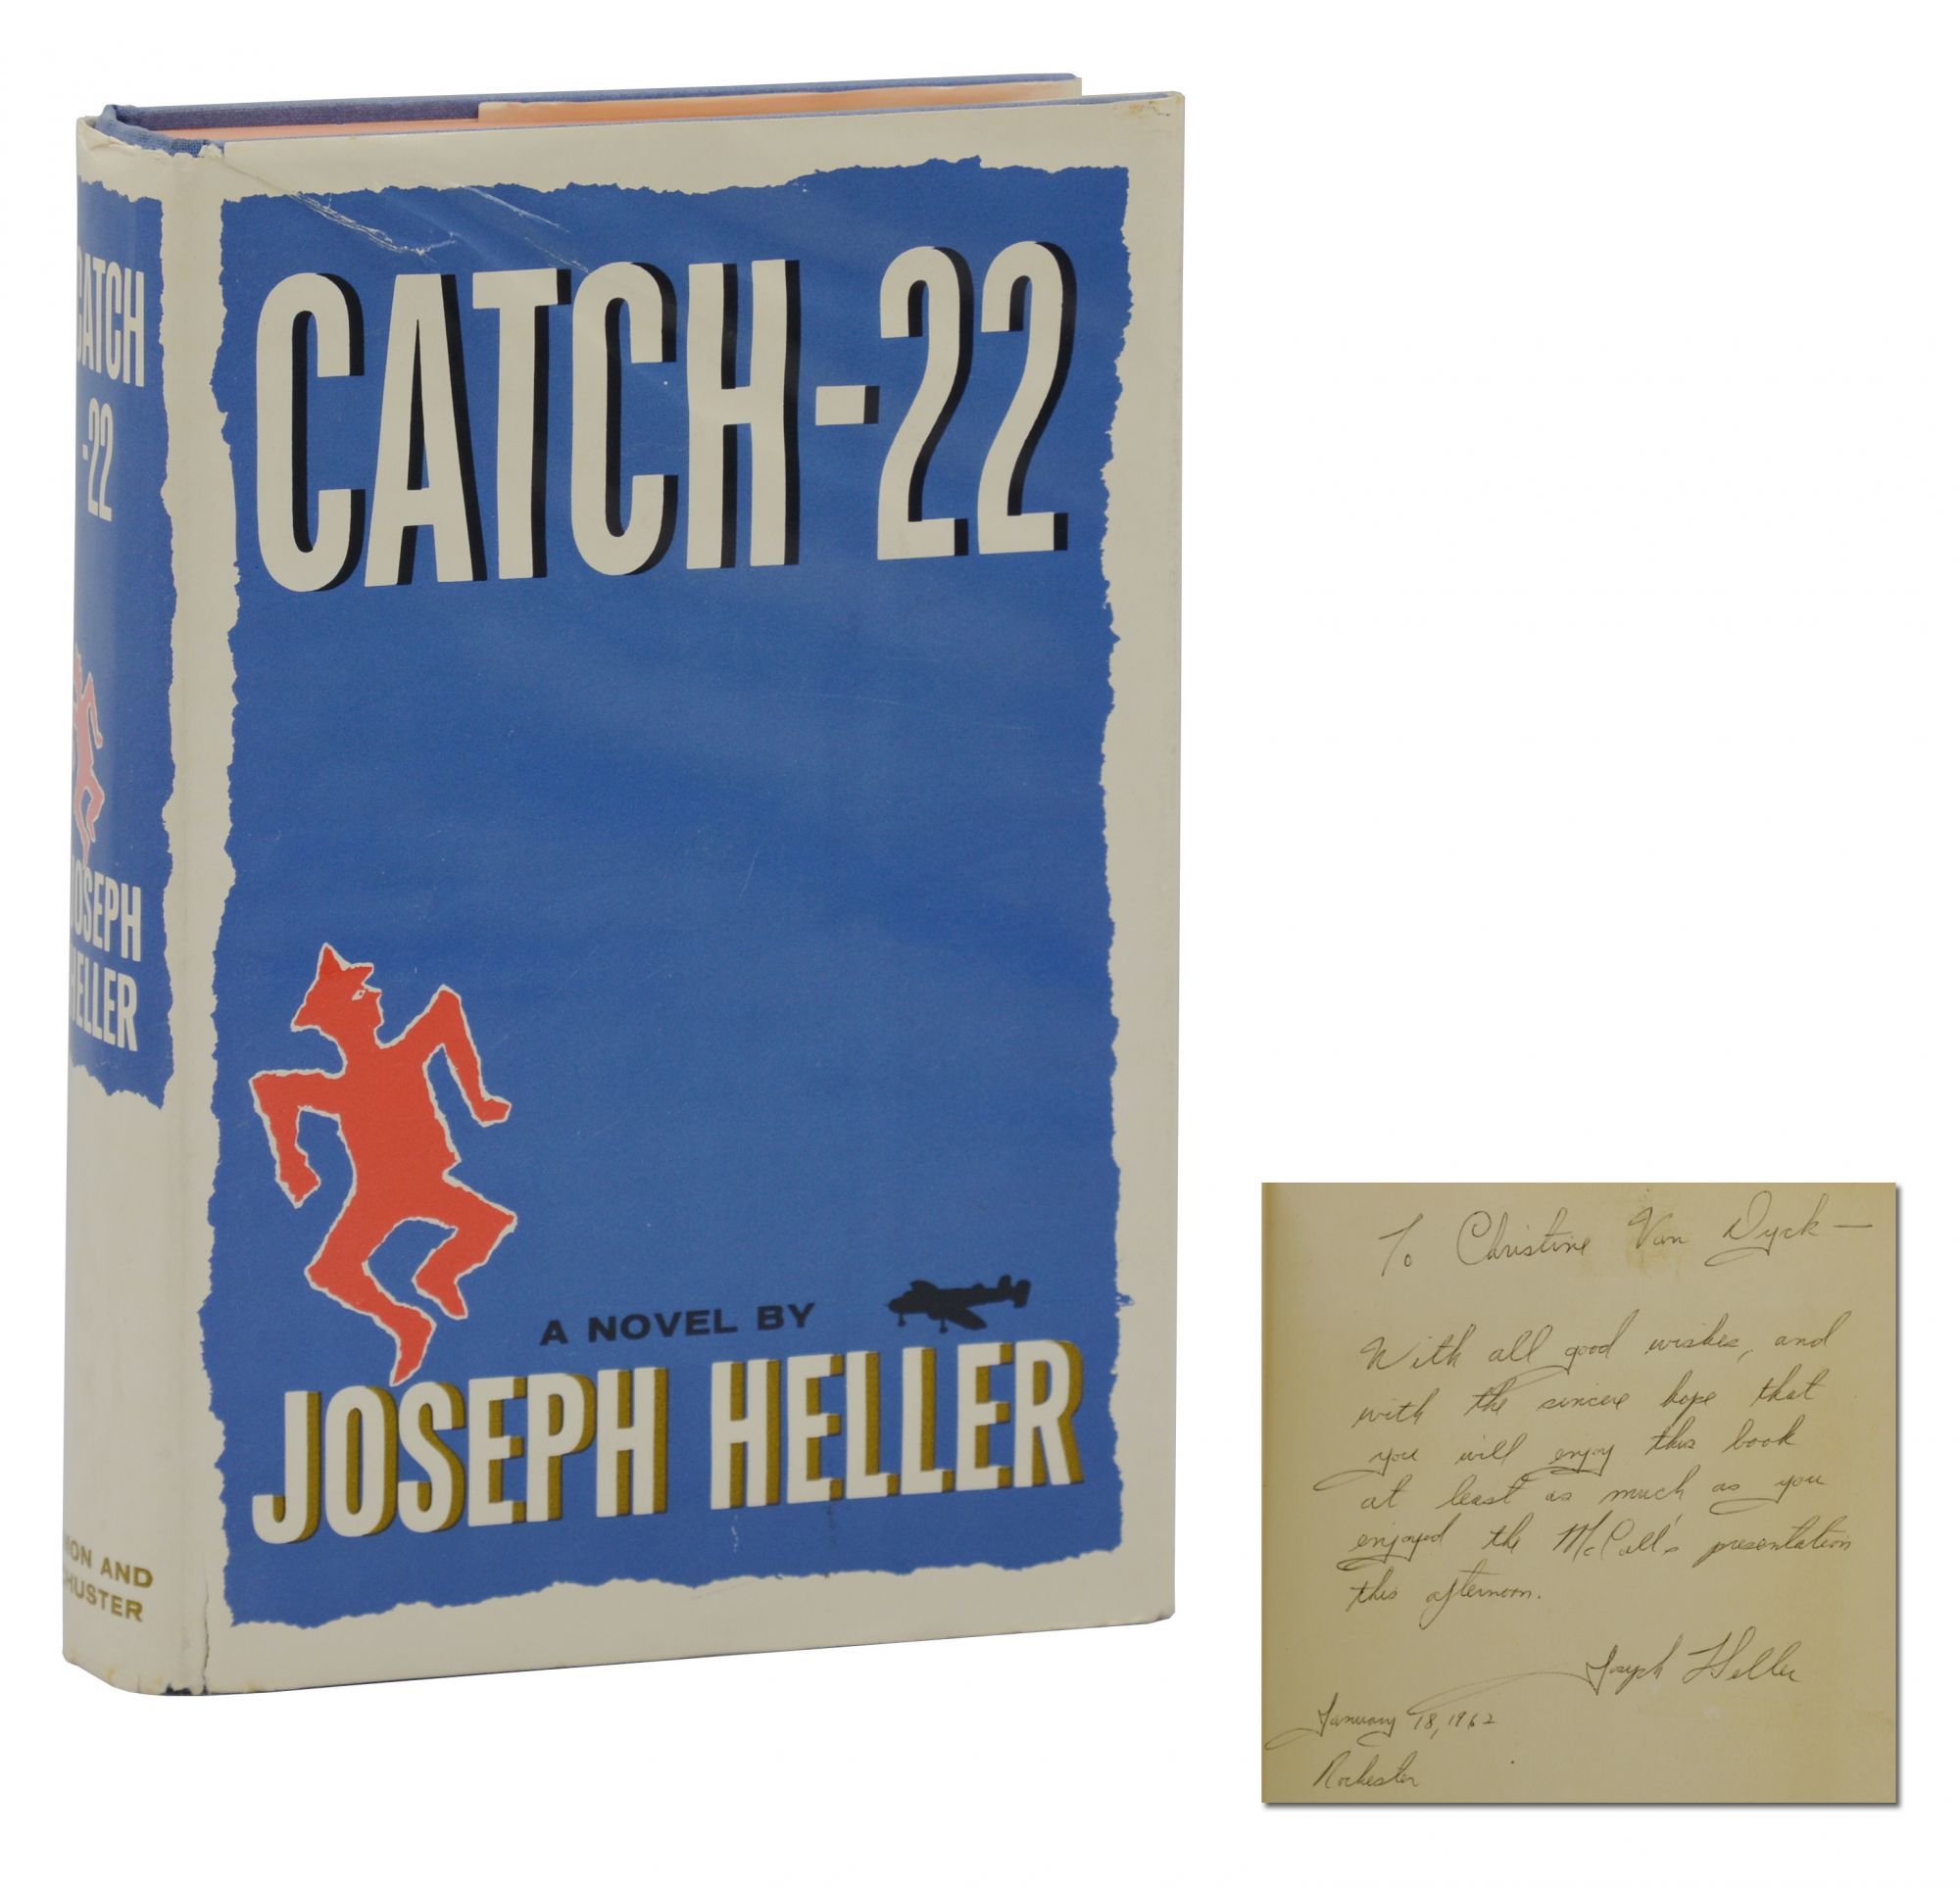 CATCH
-22
JOSEPH
HELLER
MON AND
HUSTER
CATCH-22
A NOVEL BY
JOSEPH HELLER
To Christine Van Dyck—
With all good wishes, and
with the sincere hope that
you will enjoy this book
at least as much as you
enjoyed the McCall's presentation
this afternoon.
Joseph Heller
January 18, 1962
Rochester